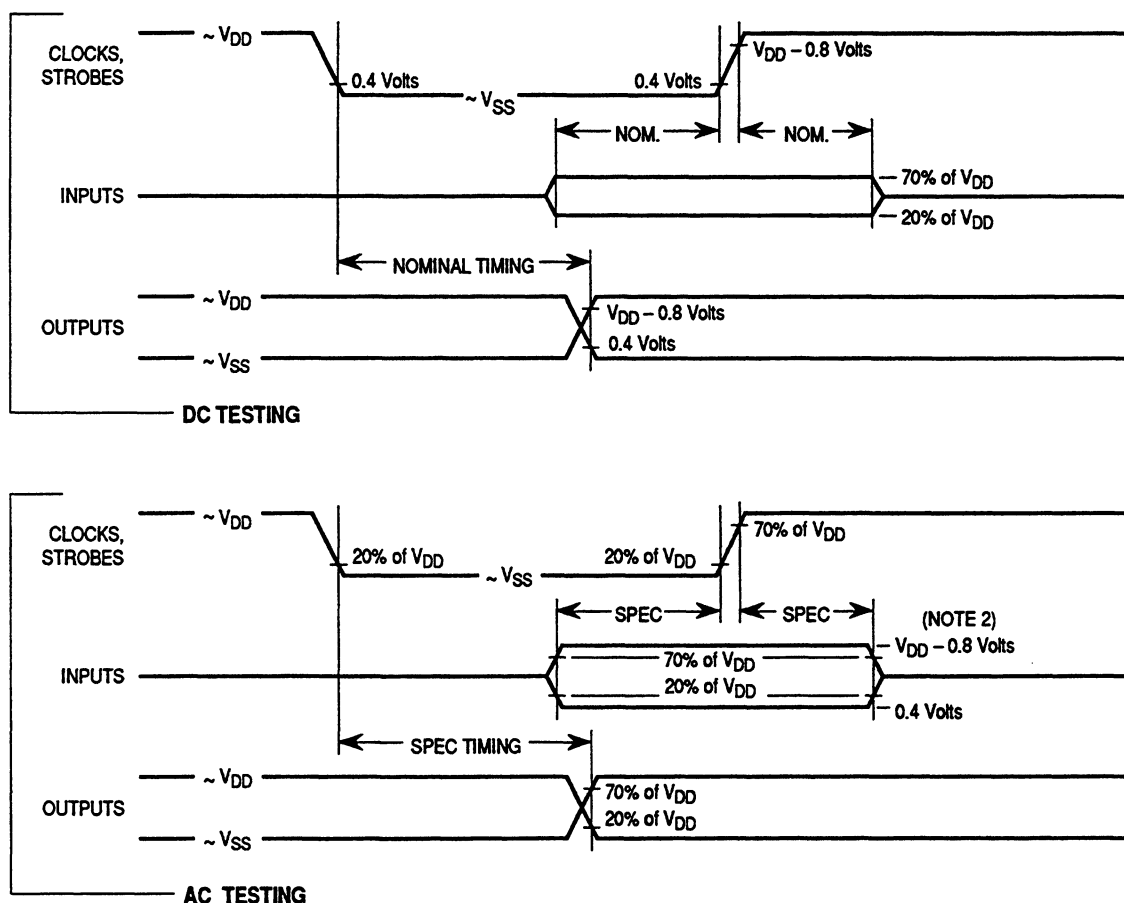 ~ VDD
CLOCKS,
STROBES
0.4 Volts
~ VSS
0.4 Volts
VDD – 0.8 Volts
NOM.
NOM.
INPUTS
70% of VDD
20% of VDD
NOMINAL TIMING
~ VDD
OUTPUTS
VDD – 0.8 Volts
0.4 Volts
~ VSS
DC TESTING
~ VDD
CLOCKS,
STROBES
20% of VDD
~ VSS
20% of VDD
70% of VDD
SPEC
SPEC
(NOTE 2)
VDD – 0.8 Volts
INPUTS
70% of VDD
20% of VDD
0.4 Volts
SPEC TIMING
~ VDD
OUTPUTS
70% of VDD
20% of VDD
~ VSS
AC TESTING